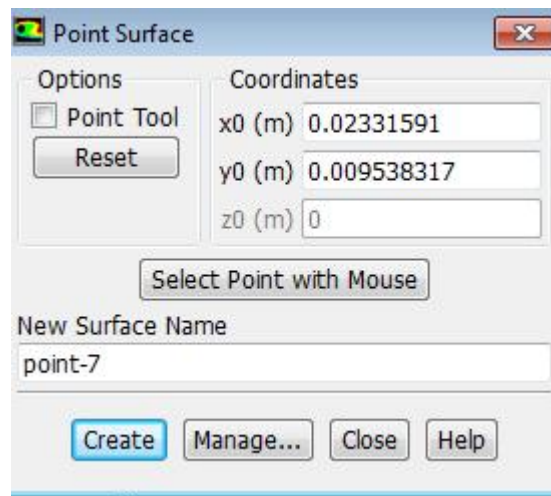 Point Surface
Options
Point Tool
Reset
Coordinates
x0 (m) 0.02331591
y0 (m) 0.009538317
z0 (m) 0
Select Point with Mouse
New Surface Name
point-7
Create Manage... Close Help